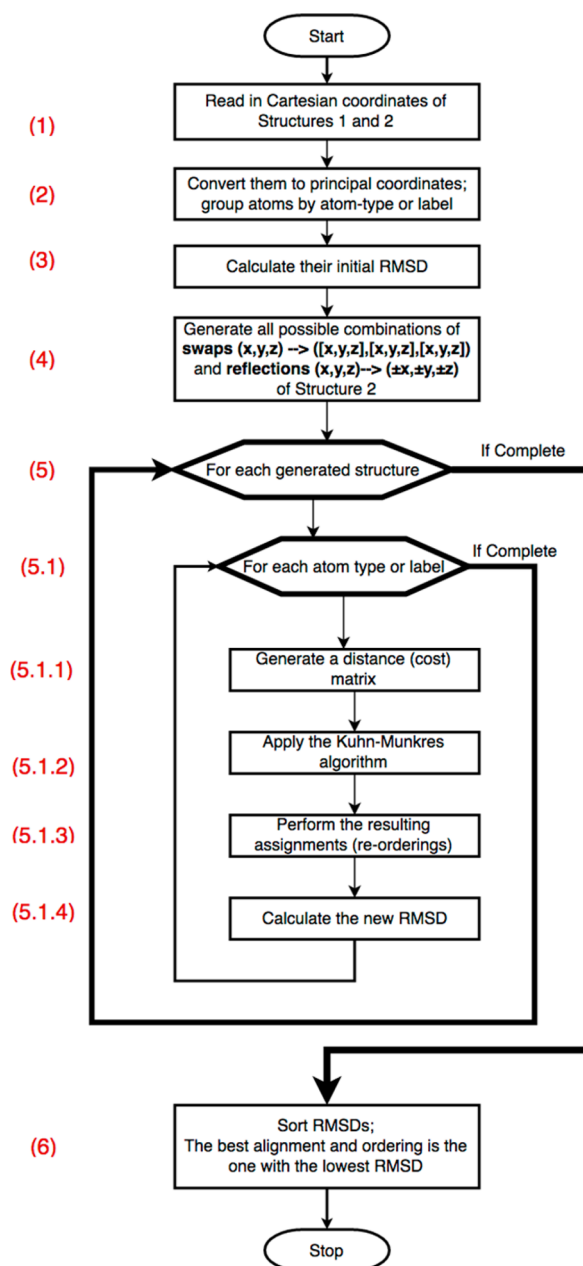 Start
(1)
Read in Cartesian coordinates of
Structures 1 and 2
(2)
Convert them to principal coordinates;
group atoms by atom-type or label
(3)
Calculate their initial RMSD
(4)
Generate all possible combinations of
swaps (x,y,z) --> ([x,y,z],[x,y,z],[x,y,z])
and reflections (x,y,z)--> (±x,±y,±z)
of Structure 2
(5)
For each generated structure
If Complete
(5.1)
For each atom type or label
If Complete
(5.1.1)
Generate a distance (cost)
matrix
(5.1.2)
Apply the Kuhn-Munkres
algorithm
(5.1.3)
Perform the resulting
assignments (re-orderings)
(5.1.4)
Calculate the new RMSD
(6)
Sort RMSDs;
The best alignment and ordering is the
one with the lowest RMSD
Stop